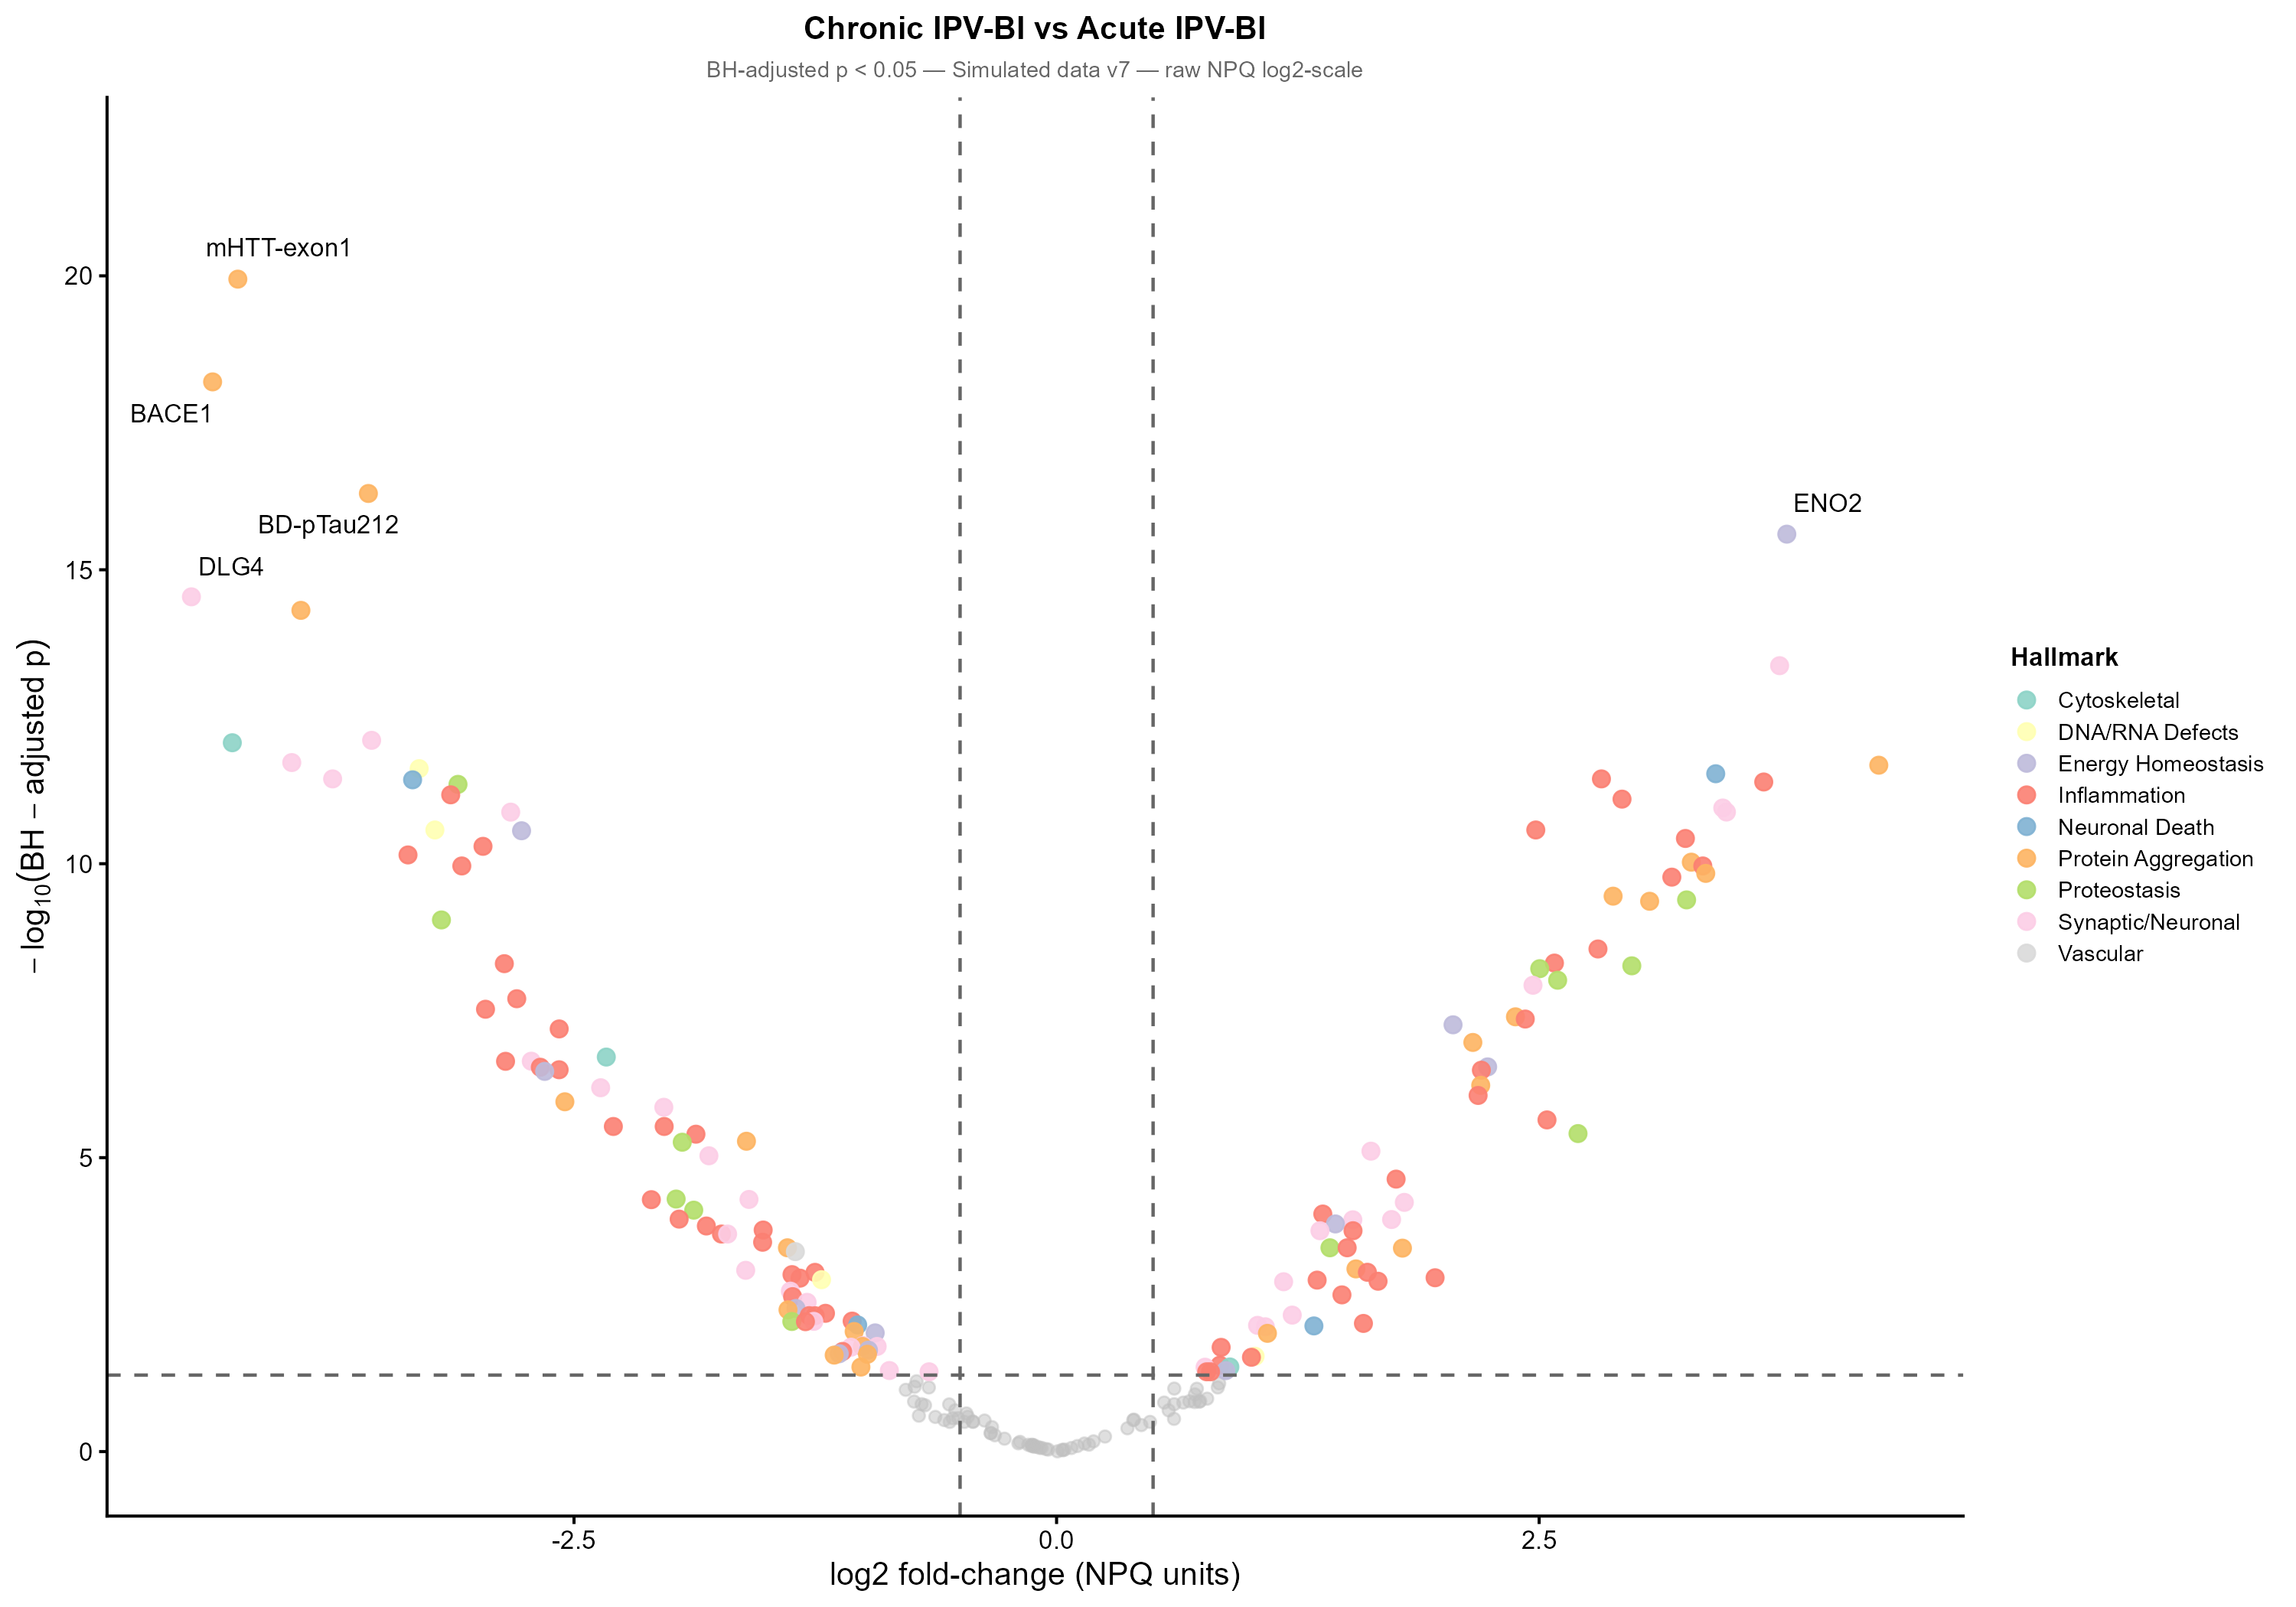 Chronic IPV-BI vs Acute IPV-BI
BH-adjusted p < 0.05 — Simulated data v7 — raw NPQ log2-scale
mHTT-exon1
BACE1
BD-pTau212
DLG4
ENO2
20
15
10
5
0
− log10(BH − adjusted p)
-2.5
0.0
2.5
log2 fold-change (NPQ units)
Hallmark
Cytoskeletal
DNA/RNA Defects
Energy Homeostasis
Inflammation
Neuronal Death
Protein Aggregation
Proteostasis
Synaptic/Neuronal
Vascular